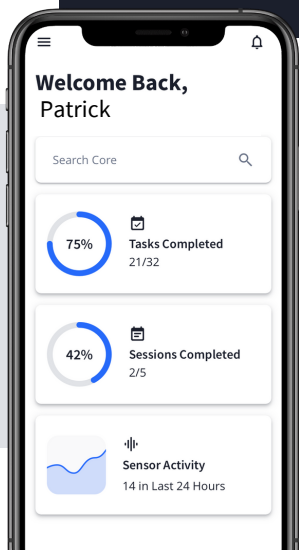 Welcome Back,
Patrick
Search Core
75%
Tasks Completed
21/32
42%
Sessions Completed
2/5
Sensor Activity
14 in Last 24 Hours